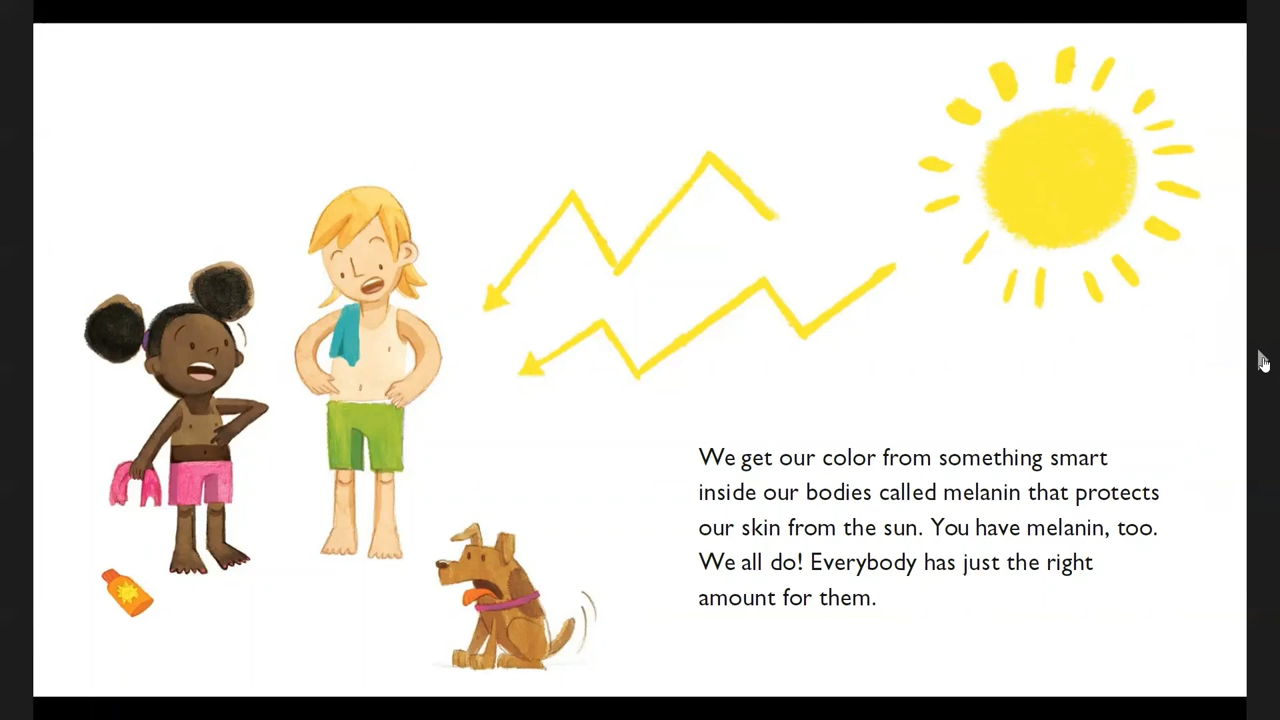 We get our color from something smart
inside our bodies called melanin that protects
our skin from the sun. You have melanin, too.
We all do! Everybody has just the right
amount for them.